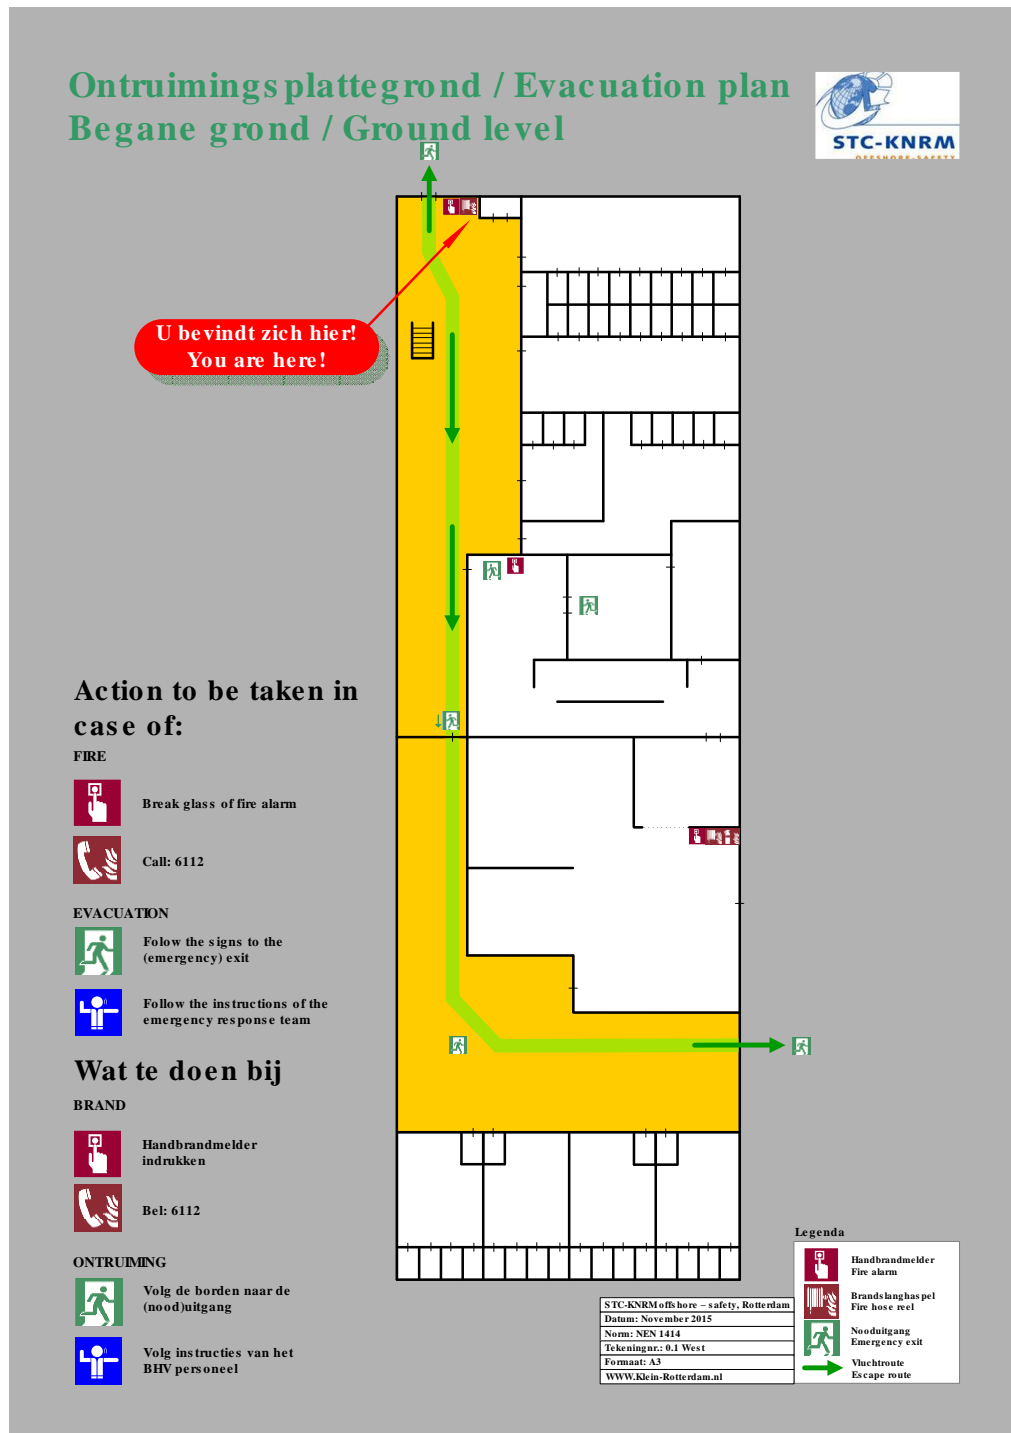 Ontruimingsplattegrond / Evacuation plan
Begane grond / Ground level
STC-KNRM
OFFSHORE-SAFETY
U bevindt zich hier!
You are here!
Action to be taken in
case of:
FIRE
Break glass of fire alarm
Call: 6112
EVACUATION
Folow the signs to the
(emergency) exit
Follow the instructions of the
emergency response team
Wat te doen bij
BRAND
Handbrandmelder
indrukken
Bel: 6112
ONTRUIMING
Volg de borden naar de
(nood)uitgang
Volg instructies van het
BHV personeel
STC-KNRM offshore – safety, Rotterdam
Datum: November 2015
Norm: NEN 1414
Tekeningnr.: 0.1 West
Formaat: A3
WWW.Klein-Rotterdam.nl
Legenda
Handbrandmelder
Fire alarm
Brandslanghaspel
Fire hose reel
Nooduitgang
Emergency exit
Vluchtroute
Escape route